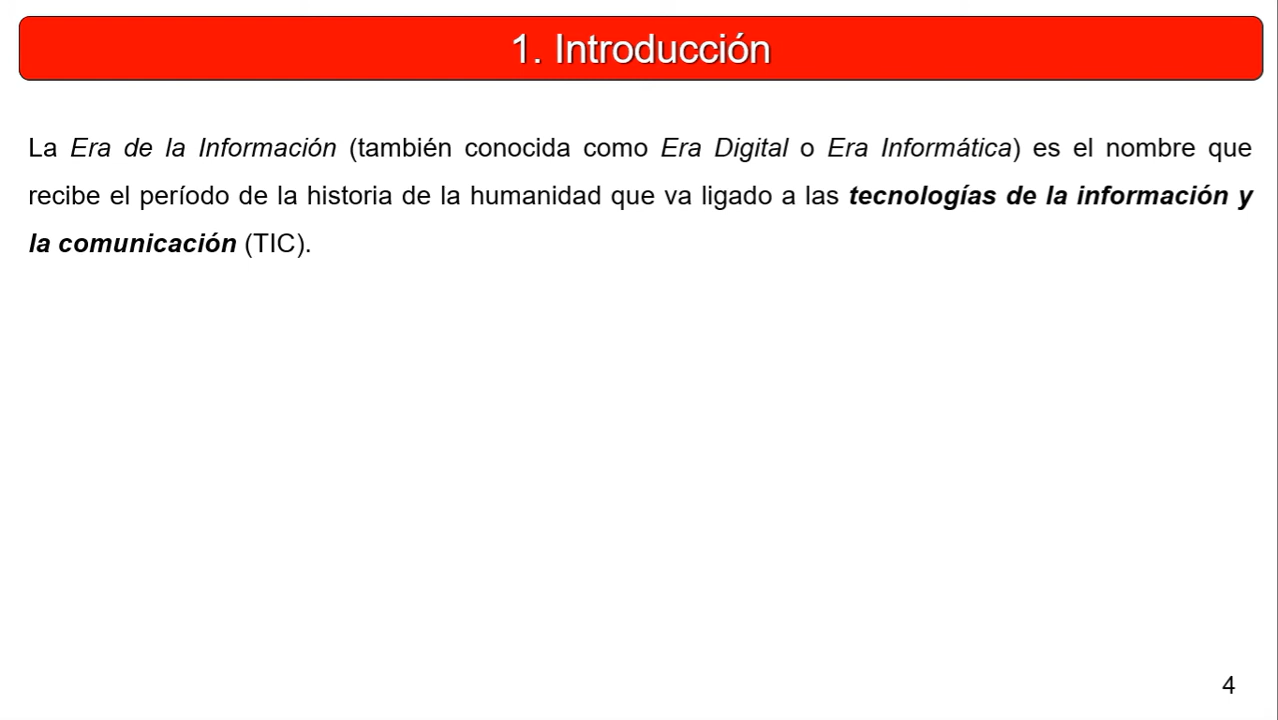 1. Introducción
La Era de la Información (también conocida como Era Digital o Era Informática) es el nombre que
recibe el período de la historia de la humanidad que va ligado a las tecnologías de la información y
la comunicación (TIC).
4